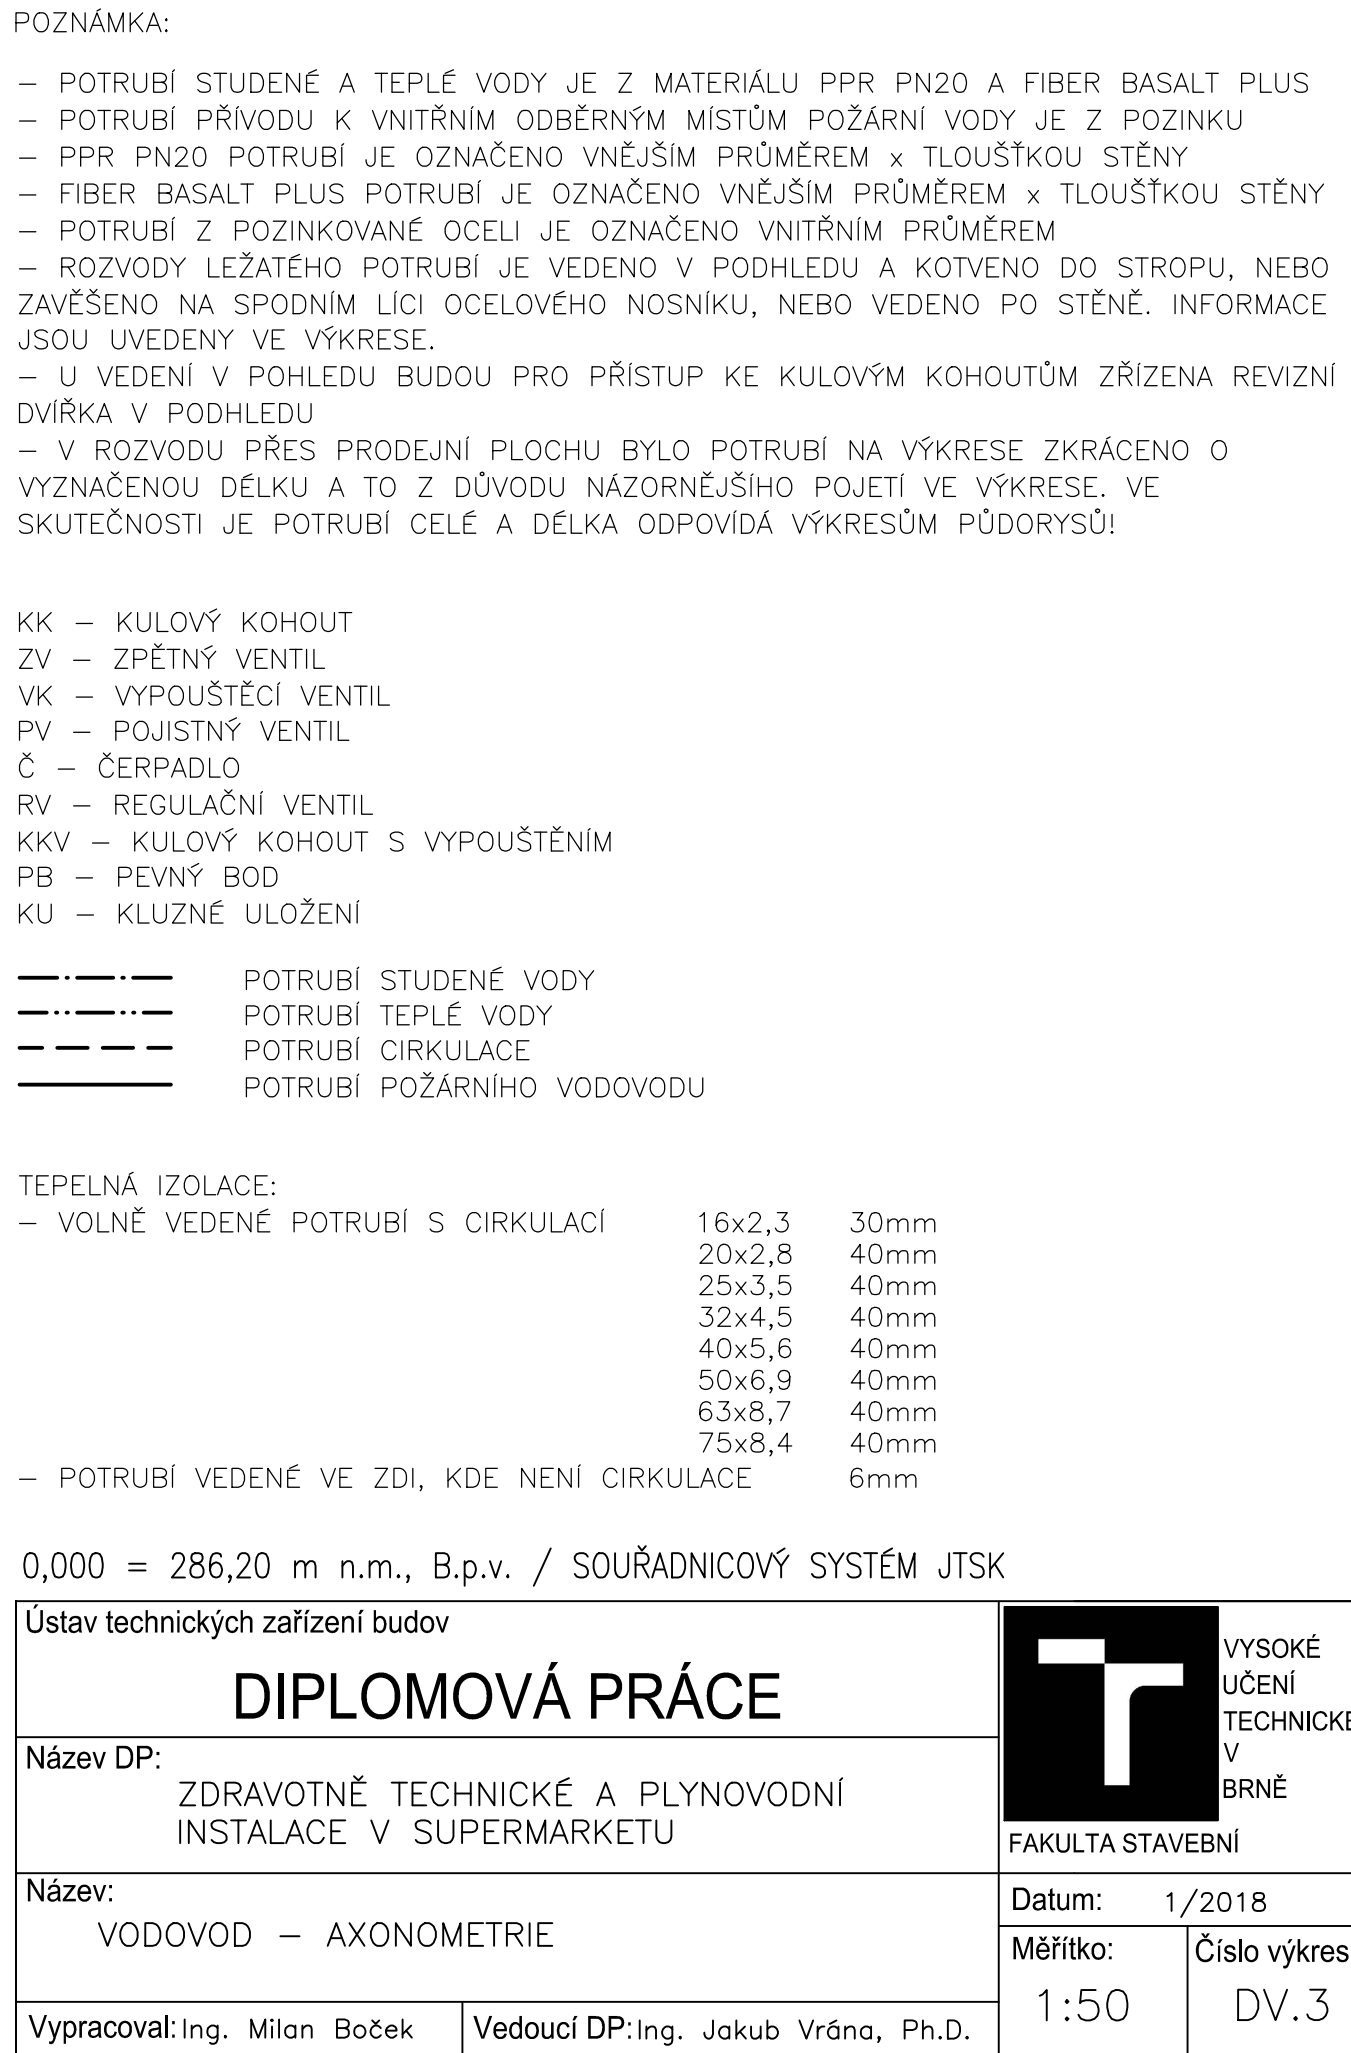 POZNÁMKA:
– POTRUBÍ STUDENÉ A TEPLÉ VODY JE Z MATERIÁLU PPR PN20 A FIBER BASALT PLUS
– POTRUBÍ PŘÍVODU K VNITŘNÍM ODBĚRNÝM MÍSTŮM POŽÁRNÍ VODY JE Z POZINKU
– PPR PN20 POTRUBÍ JE OZNAČENO VNĚJŠÍM PRŮMĚREM x TLOUŠŤKOU STĚNY
– FIBER BASALT PLUS POTRUBÍ JE OZNAČENO VNĚJŠÍM PRŮMĚREM x TLOUŠŤKOU STĚNY
– POTRUBÍ Z POZINKOVANÉ OCELI JE OZNAČENO VNITŘNÍM PRŮMĚREM
– ROZVODY LEŽATÉHO POTRUBÍ JE VEDENO V PODHLEDU A KOTVENO DO STROPU, NEBO
ZAVĚŠENO NA SPODNÍM LÍCI OCELOVÉHO NOSNÍKU, NEBO VEDENO PO STĚNĚ. INFORMACE
JSOU UVEDENY VE VÝKRESE.
– U VEDENÍ V POHLEDU BUDOU PRO PŘÍSTUP KE KULOVÝM KOHOUTŮM ZŘÍZENA REVIZNÍ
DVÍŘKA V PODHLEDU
– V ROZVODU PŘES PRODEJNÍ PLOCHU BYLO POTRUBÍ NA VÝKRESE ZKRÁCENO O
VYZNAČENOU DÉLKU A TO Z DŮVODU NÁZORNĚJŠÍHO POJETÍ VE VÝKRESE. VE
SKUTEČNOSTI JE POTRUBÍ CELÉ A DÉLKA ODPOVÍDÁ VÝKRESŮM PŮDORYSŮ!
KK – KULOVÝ KOHOUT
ZV – ZPĚTNÝ VENTIL
VK – VYPOUŠTĚCÍ VENTIL
PV – POJISTNÝ VENTIL
Č – ČERPADLO
RV – REGULAČNÍ VENTIL
KKV – KULOVÝ KOHOUT S VYPOUŠTĚNÍM
PB – PEVNÝ BOD
KU – KLUZNÉ ULOŽENÍ
POTRUBÍ STUDENÉ VODY
POTRUBÍ TEPLÉ VODY
POTRUBÍ CIRKULACE
POTRUBÍ POŽÁRNÍHO VODOVODU
TEPELNÁ IZOLACE:
– VOLNĚ VEDENÉ POTRUBÍ S CIRKULACÍ 16x2,3 30mm
20x2,8 40mm
25x3,5 40mm
32x4,5 40mm
40x5,6 40mm
50x6,9 40mm
63x8,7 40mm
75x8,4 40mm
– POTRUBÍ VEDENÉ VE ZDI, KDE NENÍ CIRKULACE 6mm
0,000 = 286,20 m n.m., B.p.v. / SOUŘADNICOVÝ SYSTÉM JTSK
Ústav technických zařízení budov
DIPLOMOVÁ PRÁCE
VYSOKÉ
UČENÍ
TECHNICKÉ
V
BRNĚ
FAKULTA STAVEBNÍ
Název DP:
ZDRAVOTNĚ TECHNICKÉ A PLYNOVODNÍ
INSTALACE V SUPERMARKETU
Název:
VODOVOD – AXONOMETRIE
Datum: 1/2018
Měřítko: Číslo výkres
1:50 DV.3
Vypracoval: Ing. Milan Boček Vedoucí DP: Ing. Jakub Vrána, Ph.D.